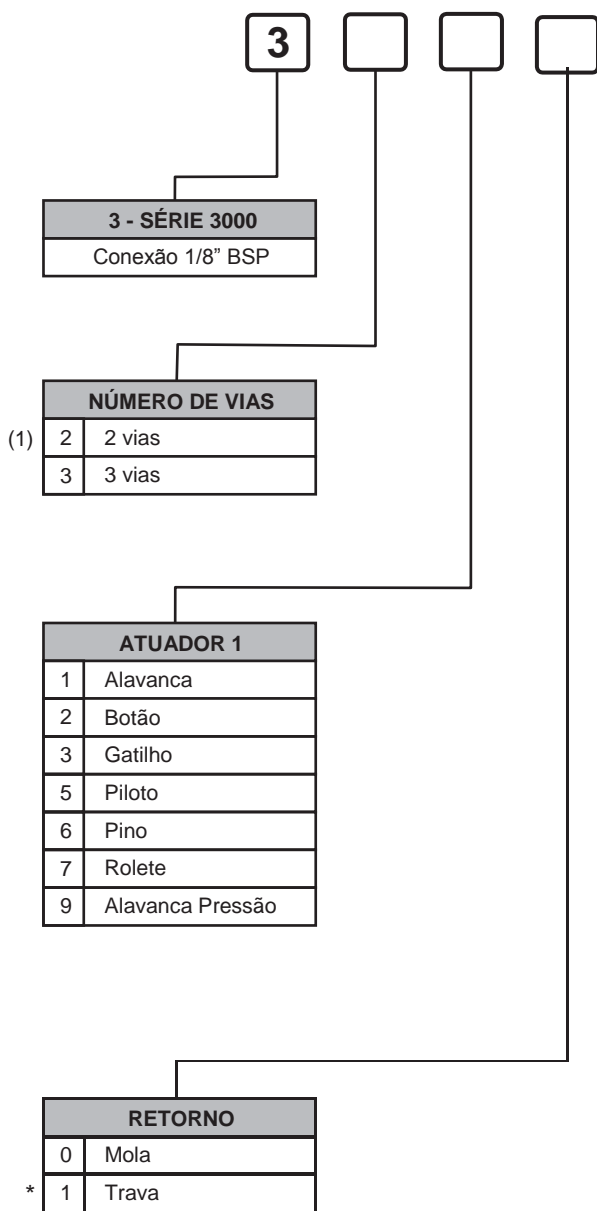 3
3 - SÉRIE 3000
Conexão 1/8” BSP
NÚMERO DE VIAS
(1) 2 2 vias
3 3 vias
ATUADOR 1
1 Alavanca
2 Botão
3 Gatilho
5 Piloto
6 Pino
7 Rolete
9 Alavanca Pressão
RETORNO
0 Mola
* 1 Trava